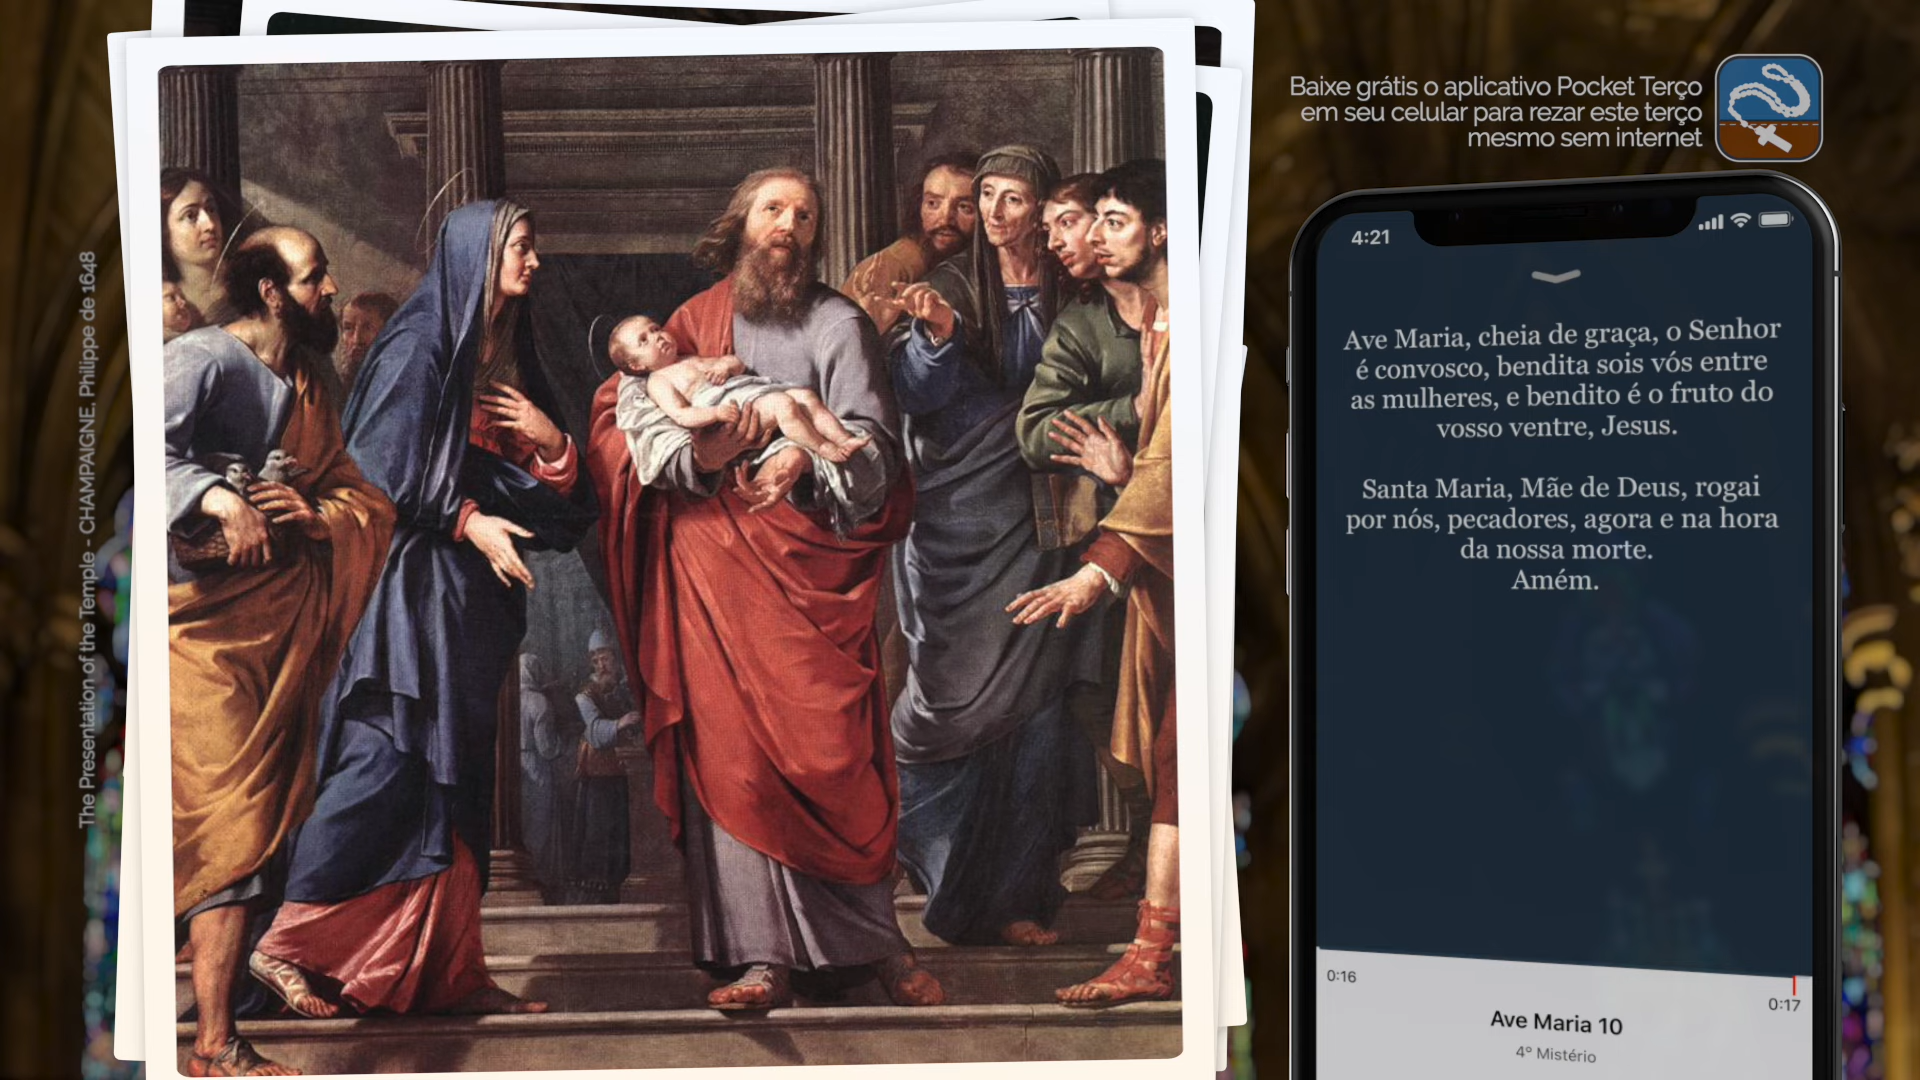 The Presentation of the Temple - CHAMPAIGNE, Philippe de 1648
Baixe grátis o aplicativo Pocket Terço
em seu celular para rezar este terço
mesmo sem internet
4:21
Ave Maria, cheia de graça, o Senhor
é convosco, bendita sois vós entre
as mulheres, e bendito é o fruto do
vosso ventre, Jesus.
Santa Maria, Mãe de Deus, rogai
por nós, pecadores, agora e na hora
da nossa morte.
Amém.
0:16
0:17
Ave Maria 10
4º Mistério